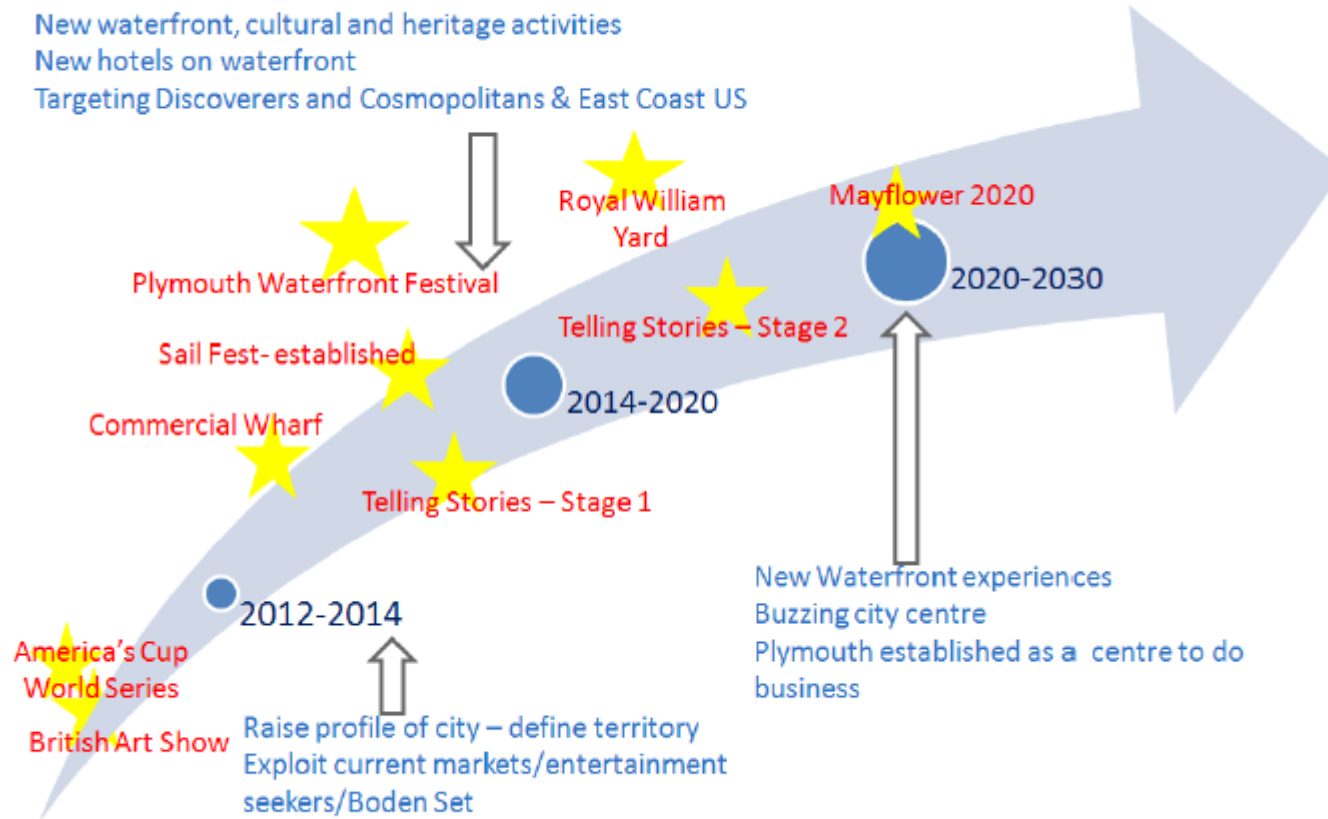 New waterfront, cultural and heritage activities
New hotels on waterfront
Targeting Discoverers and Cosmopolitans & East Coast US
Royal William
Yard
Mayflower 2020
Plymouth Waterfront Festival
2020-2030
Telling Stories – Stage 2
Sail Fest- established
2014-2020
Commercial Wharf
Telling Stories – Stage 1
2012-2014
New Waterfront experiences
Buzzing city centre
Plymouth established as a centre to do
business
America's Cup
World Series
British Art Show
Raise profile of city – define territory
Exploit current markets/entertainment
seekers/Boden Set